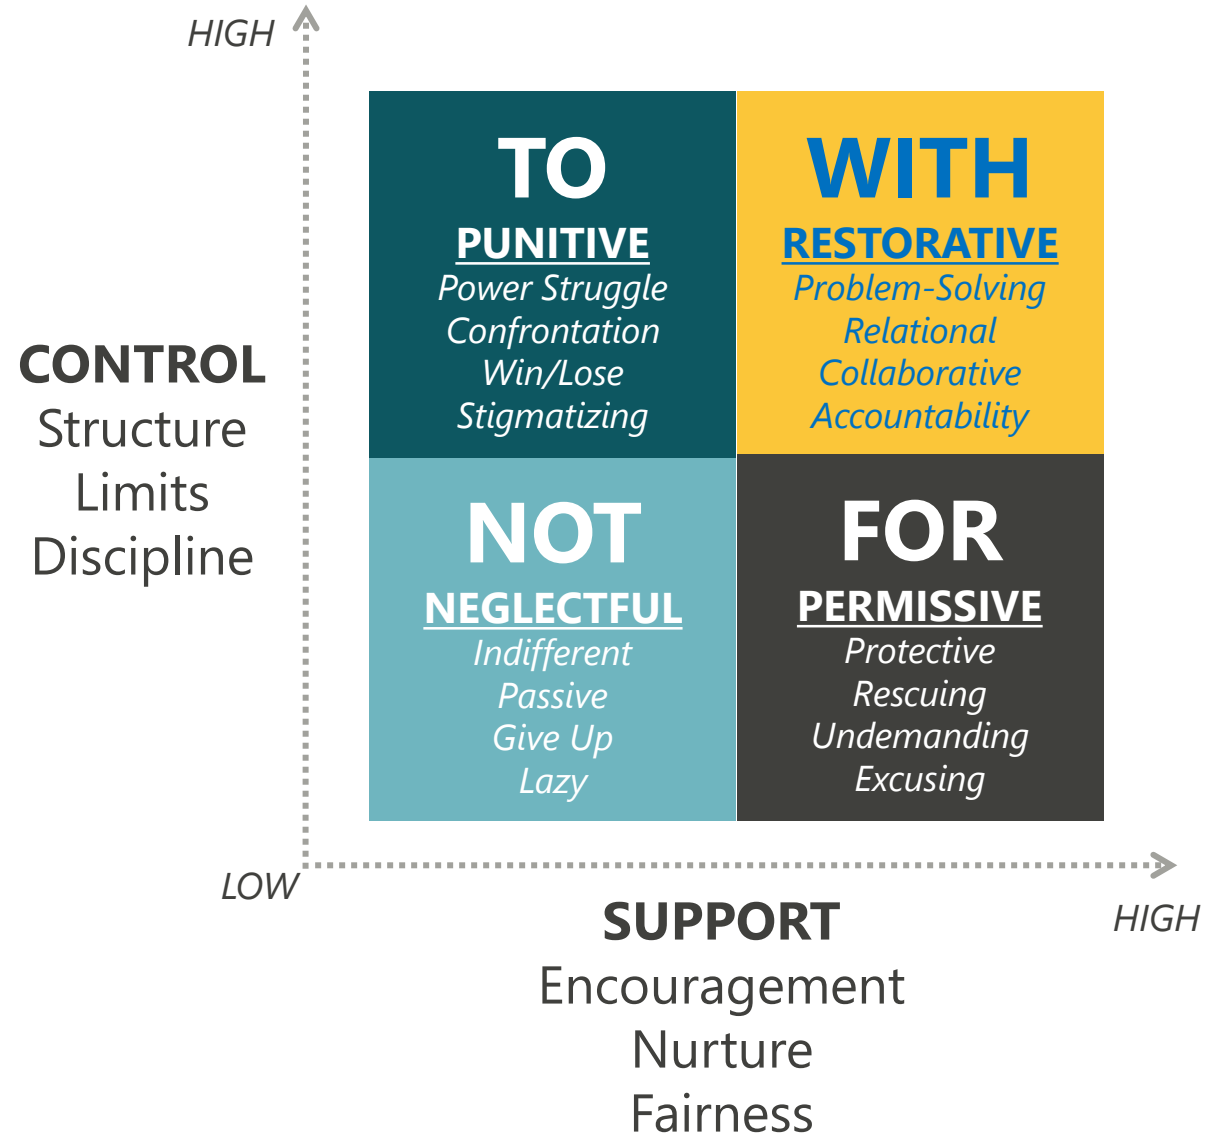 HIGH
TO
PUNITIVE
Power Struggle
Confrontation
Win/Lose
Stigmatizing
WITH
RESTORATIVE
Problem-Solving
Relational
Collaborative
Accountability
CONTROL
Structure
Limits
Discipline
NOT
NEGLECTFUL
Indifferent
Passive
Give Up
Lazy
FOR
PERMISSIVE
Protective
Rescuing
Undemanding
Excusing
LOW
HIGH
SUPPORT
Encouragement
Nurture
Fairness